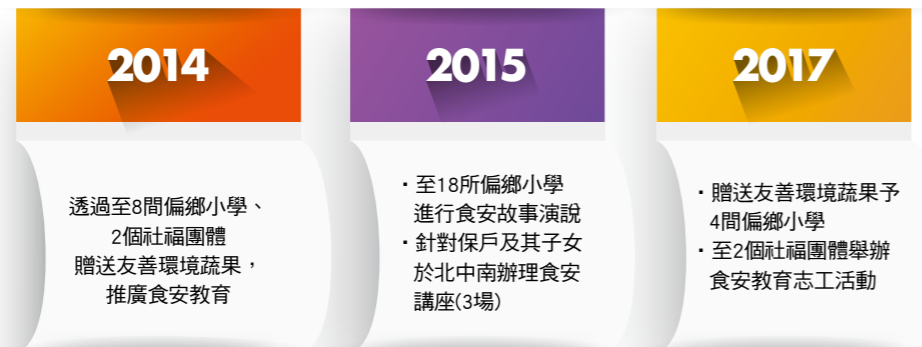 2014
透過至8間偏鄉小學、
2個社福團體
贈送友善環境蔬果，
推廣食安教育
2015
・至18所偏鄉小學
進行食安故事演說
・針對保戶及其子女
於北中南辦理食安
講座(3場)
2017
・贈送友善環境蔬果予
4間偏鄉小學
・至2個社福團體舉辦
食安教育志工活動